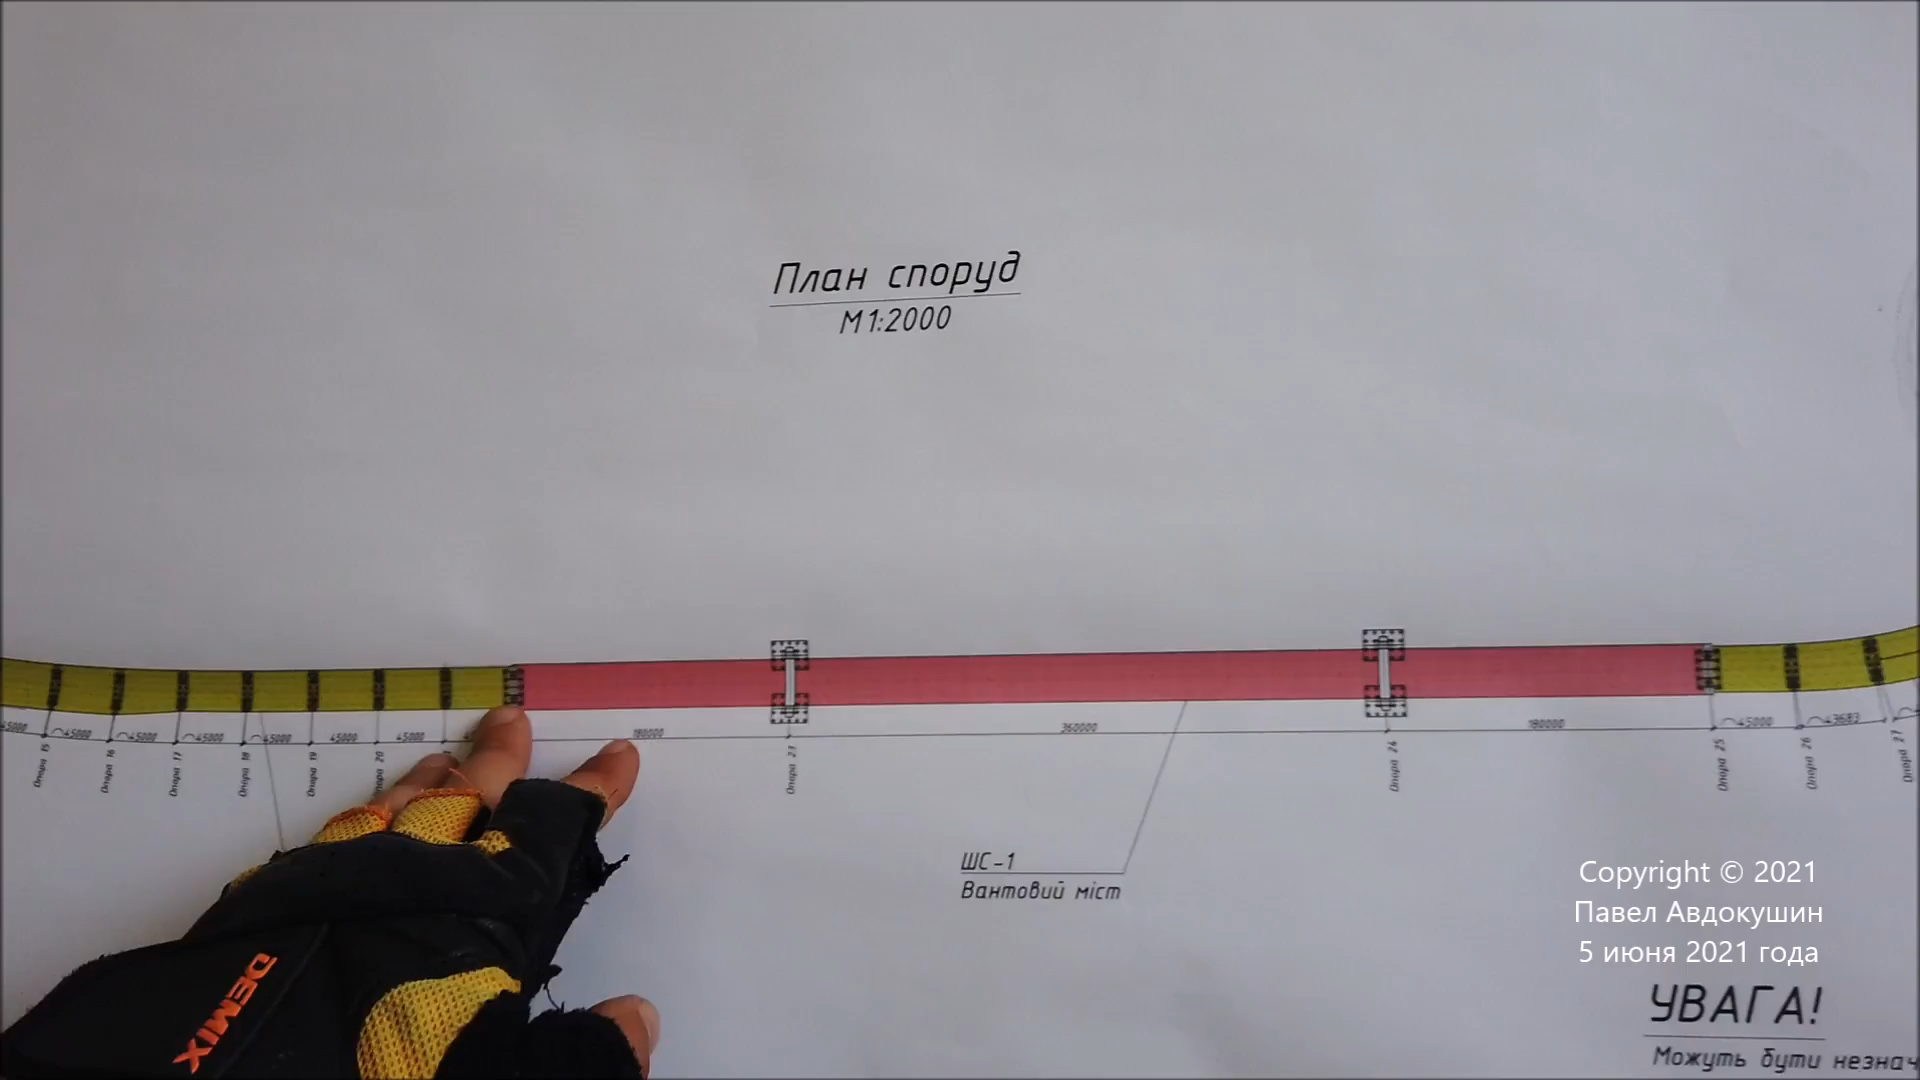 План споруд
М 1:2000
45000 45000 45000 45000 45000 45000 45000 180000 360000 180000 45000 43683
Опора 15
Опора 16
Опора 17
Опора 18
Опора 19
Опора 20
Опора 23
Опора 24
Опора 25
Опора 26
Опора 27
ШС-1
Вантовий міст
DEMIX
Copyright © 2021
Павел Авдокушин
5 июня 2021 года
УВАГА!
Можуть бути незнач